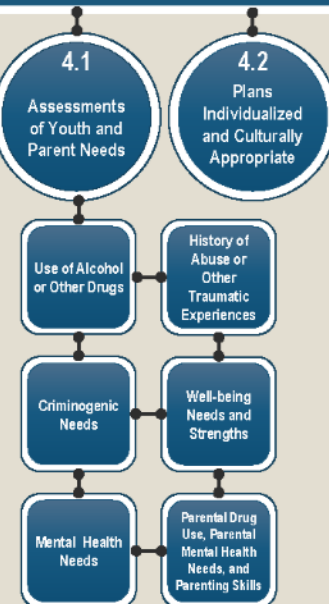 4.1
Assessments
of Youth and
Parent Needs
4.2
Plans
Individualized
and Culturally
Appropriate
Use of Alcohol
or Other Drugs
History of
Abuse or
Other
Traumatic
Experiences
Criminogenic
Needs
Well-being
Needs and
Strengths
Mental Health
Needs
Parental Drug
Use, Parental
Mental Health
Needs, and
Parenting Skills